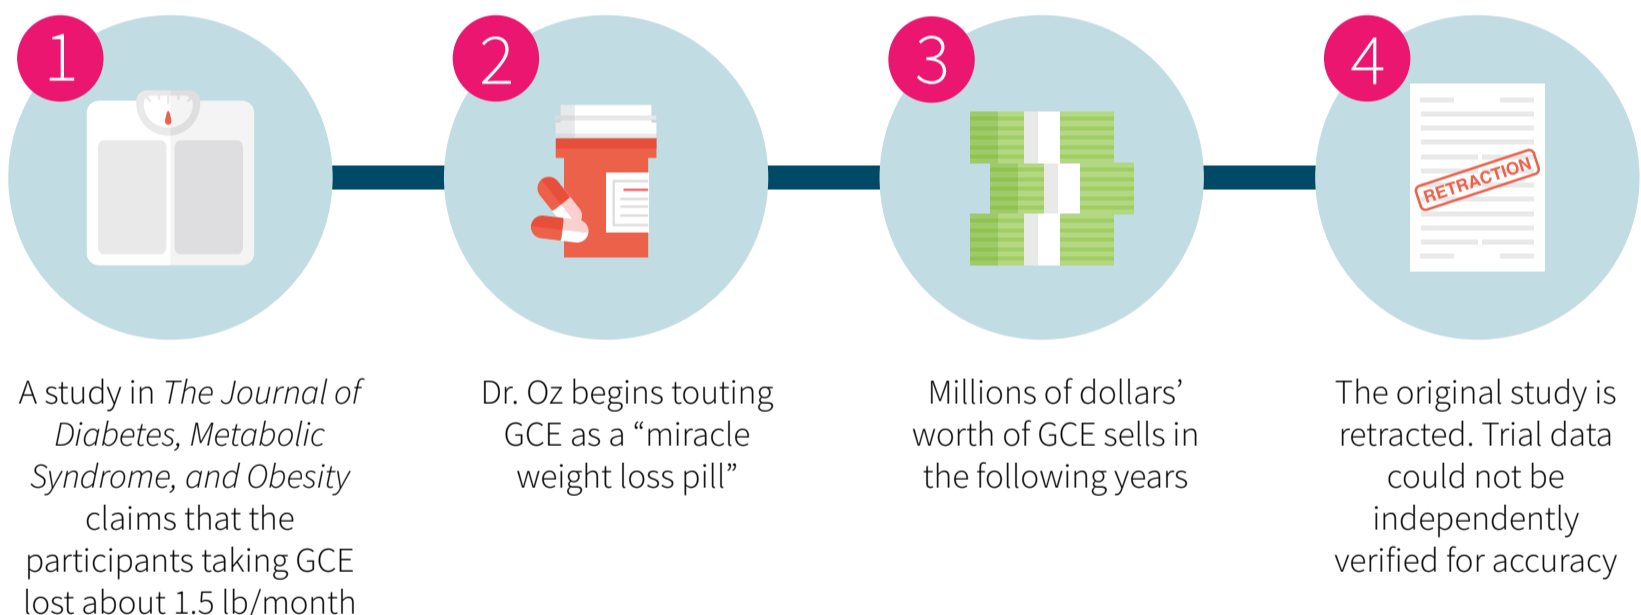 1
A study in The Journal of
Diabetes, Metabolic
Syndrome, and Obesity
claims that the
participants taking GCE
lost about 1.5 lb/month
2
Dr. Oz begins touting
GCE as a “miracle
weight loss pill”
3
Millions of dollars’
worth of GCE sells in
the following years
4
RETRACTION
The original study is
retracted. Trial data
could not be
independently
verified for accuracy